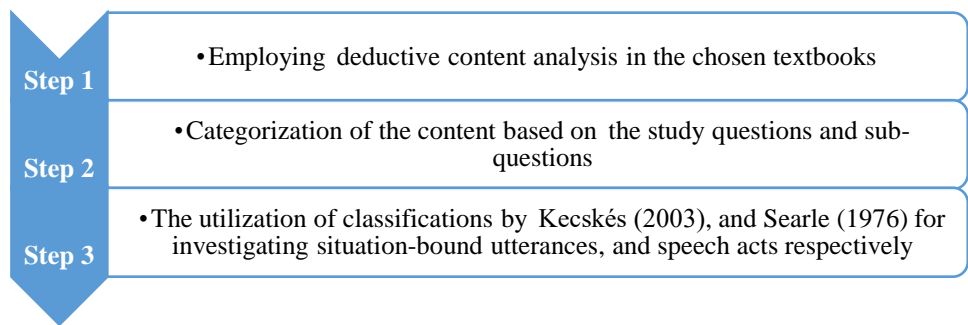 Step 1
•Employing deductive content analysis in the chosen textbooks
Step 2
•Categorization of the content based on the study questions and sub-
questions
Step 3
•The utilization of classifications by Kecskés (2003), and Searle (1976) for
investigating situation-bound utterances, and speech acts respectively